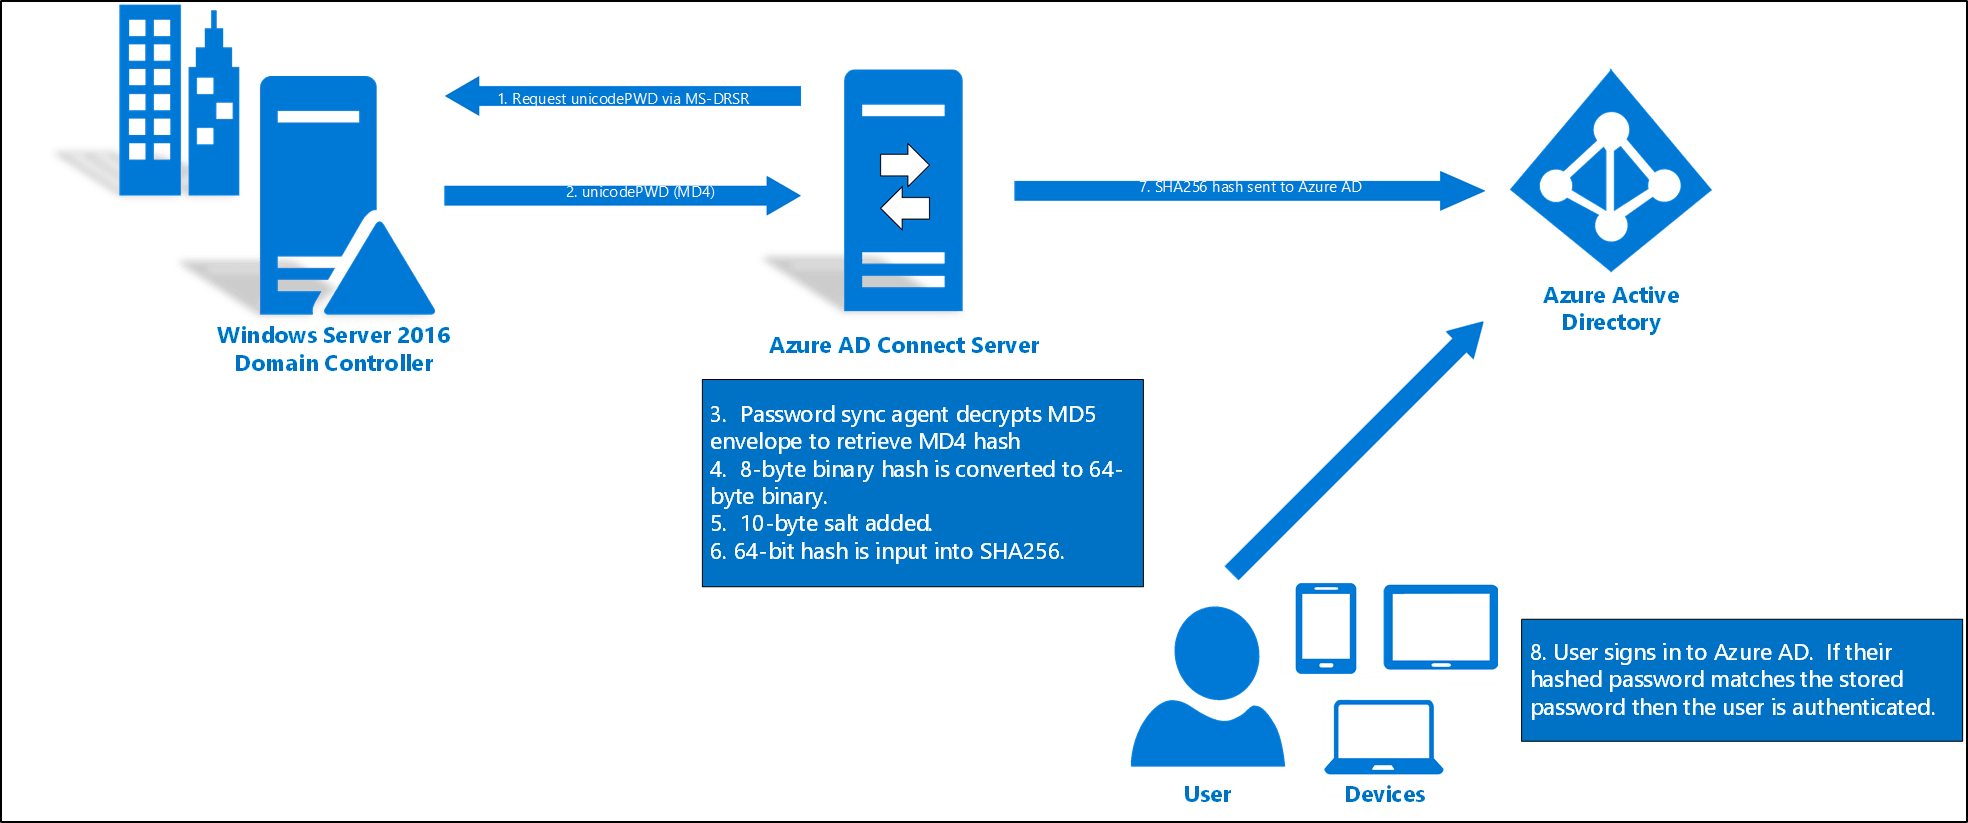 1. Request unicodePWD via MS-DRSR
2. unicodePWD (MD4)
7. SHA256 hash sent to Azure AD
Windows Server 2016
Domain Controller
Azure AD Connect Server
Azure Active
Directory
3.  Password sync agent decrypts MD5
envelope to retrieve MD4 hash
4.  8-byte binary hash is converted to 64-
byte binary.
5.  10-byte salt added.
6. 64-bit hash is input into SHA256.
8. User signs in to Azure AD.  If their
hashed password matches the stored
password then the user is authenticated.
User
Devices